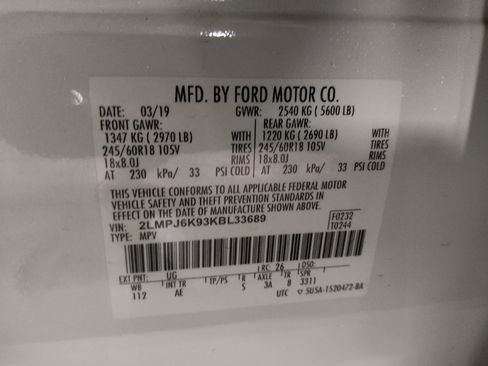 MFD. BY FORD MOTOR CO.
DATE: 03/19 GVWR: 2540 KG ( 5600 LB)
FRONT GAWR: REAR GAWR:
1347 KG ( 2970 LB) WITH 1220 KG ( 2690 LB) WITH
245/60R18 105V TIRES 245/60R18 105V TIRES
18x8.0J RIMS 18x8.0J RIMS
AT 230 kPa/ 33 PSI COLD AT 230 kPa/ 33 PSI COLD
THIS VEHICLE CONFORMS TO ALL APPLICABLE FEDERAL MOTOR
VEHICLE SAFETY AND THEFT PREVENTION STANDARDS IN
EFFECT ON THE DATE OF MANUFACTURE SHOWN ABOVE.
VIN: 2LMPJ6K93KBL33689 F0232
TYPE: MPV T0244
EXT PNT: UG RC: 26 DSO:
WB INT TR TP/PS R AXLE TR SPR
112 AE S 3A 8 3311
UTC ▽ 5U5A-1520472-BA